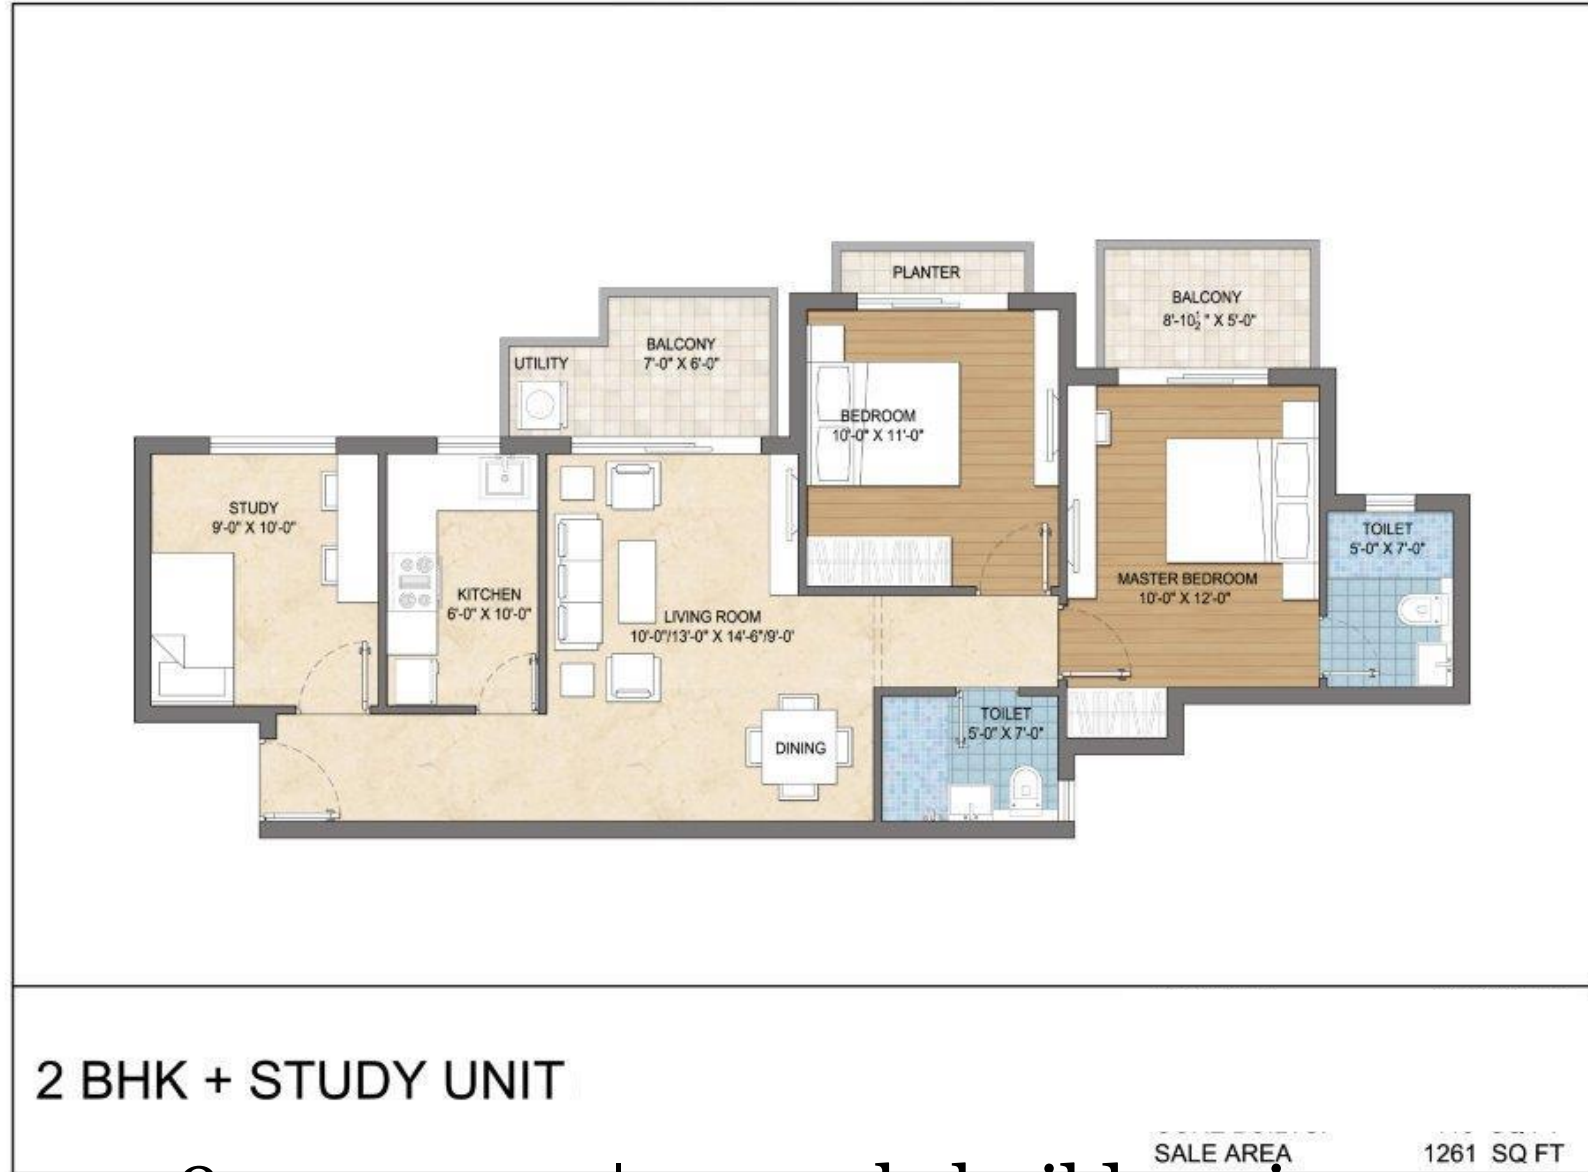 PLANTER
BALCONY
8'-10½" X 5'-0"
BALCONY
7'-0" X 6'-0"
UTILITY
BEDROOM
10'-0" X 11'-0"
STUDY
9'-0" X 10'-0"
TOILET
5'-0" X 7'-0"
MASTER BEDROOM
10'-0" X 12'-0"
KITCHEN
6'-0" X 10'-0"
LIVING ROOM
10'-0"/13'-0" X 14'-6"/9'-0'
TOILET
5'-0" X 7'-0"
DINING
2 BHK + STUDY UNIT
SALE AREA 1261 SQ FT